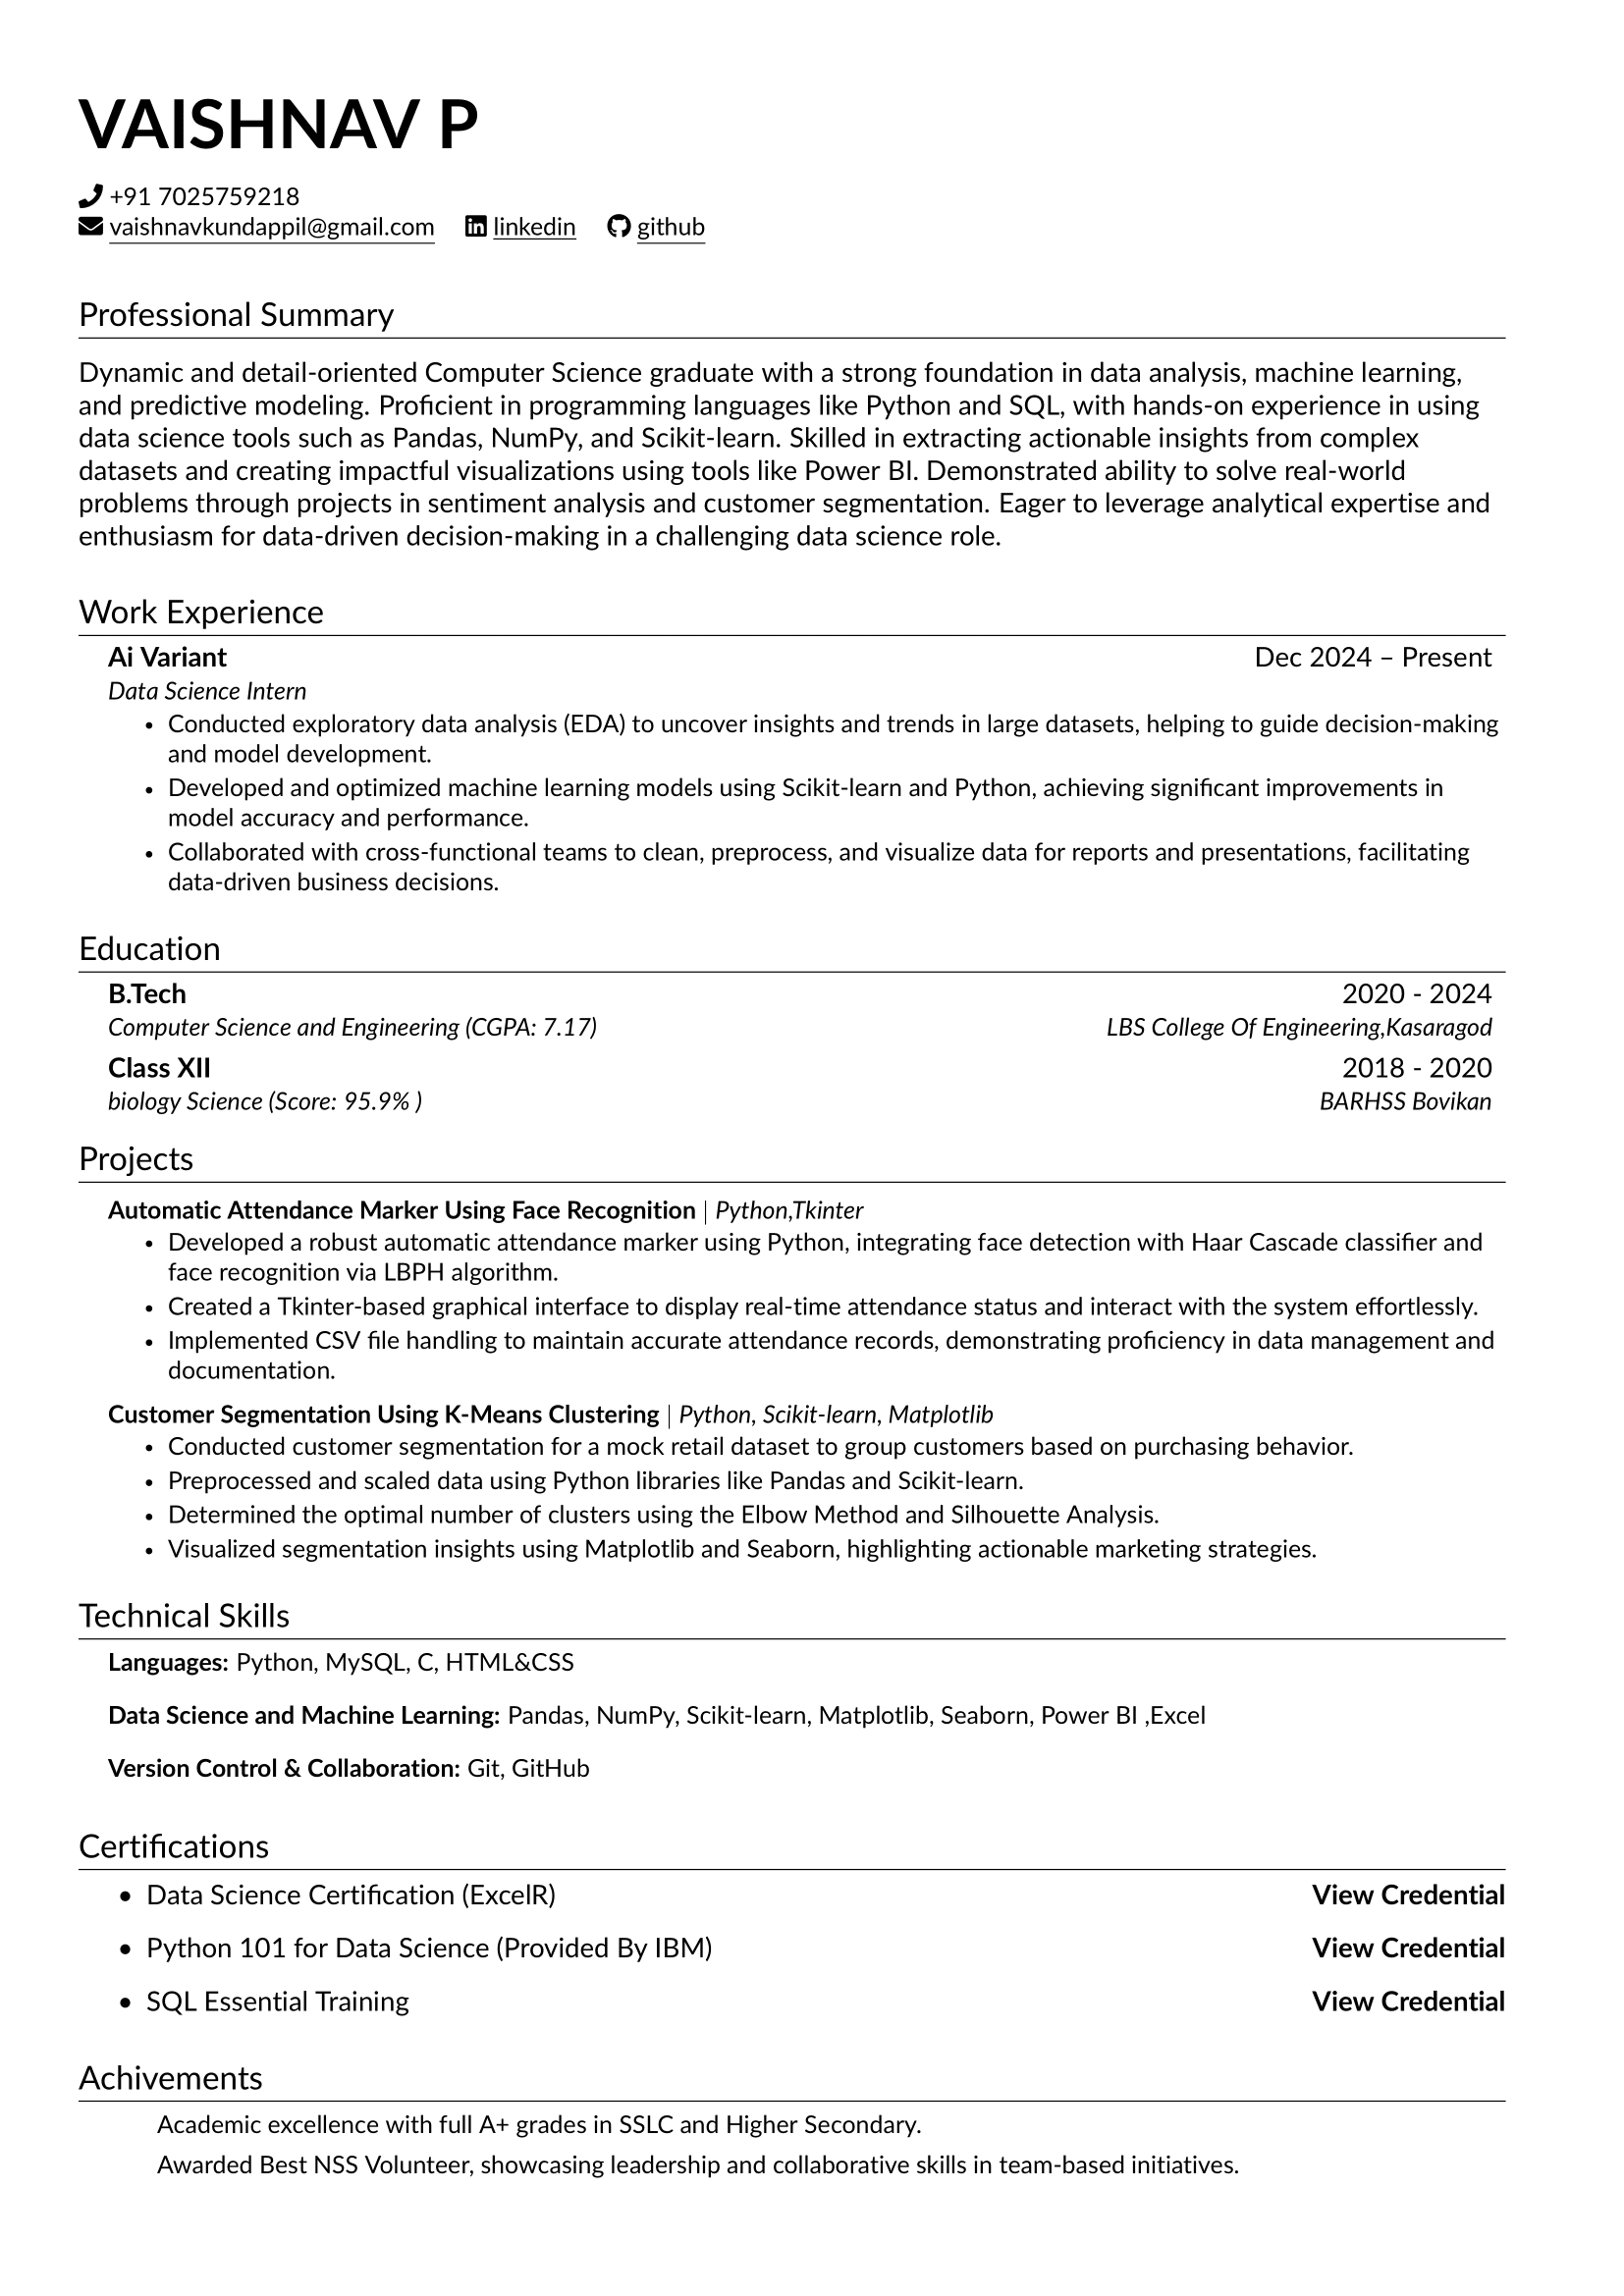 VAISHNAV P
+91 7025759218
vaishnavkundappil@gmail.com linkedin github
Professional Summary
Dynamic and detail-oriented Computer Science graduate with a strong foundation in data analysis, machine learning,
and predictive modeling. Proficient in programming languages like Python and SQL, with hands-on experience in using
data science tools such as Pandas, NumPy, and Scikit-learn. Skilled in extracting actionable insights from complex
datasets and creating impactful visualizations using tools like Power BI. Demonstrated ability to solve real-world
problems through projects in sentiment analysis and customer segmentation. Eager to leverage analytical expertise and
enthusiasm for data-driven decision-making in a challenging data science role.
Work Experience
Ai Variant Dec 2024 – Present
Data Science Intern
• Conducted exploratory data analysis (EDA) to uncover insights and trends in large datasets, helping to guide decision-making
and model development.
• Developed and optimized machine learning models using Scikit-learn and Python, achieving significant improvements in
model accuracy and performance.
• Collaborated with cross-functional teams to clean, preprocess, and visualize data for reports and presentations, facilitating
data-driven business decisions.
Education
B.Tech 2020 - 2024
Computer Science and Engineering (CGPA: 7.17) LBS College Of Engineering,Kasaragod
Class XII 2018 - 2020
biology Science (Score: 95.9% ) BARHSS Bovikan
Projects
Automatic Attendance Marker Using Face Recognition | Python,Tkinter
• Developed a robust automatic attendance marker using Python, integrating face detection with Haar Cascade classifier and
face recognition via LBPH algorithm.
• Created a Tkinter-based graphical interface to display real-time attendance status and interact with the system effortlessly.
• Implemented CSV file handling to maintain accurate attendance records, demonstrating proficiency in data management and
documentation.
Customer Segmentation Using K-Means Clustering | Python, Scikit-learn, Matplotlib
• Conducted customer segmentation for a mock retail dataset to group customers based on purchasing behavior.
• Preprocessed and scaled data using Python libraries like Pandas and Scikit-learn.
• Determined the optimal number of clusters using the Elbow Method and Silhouette Analysis.
• Visualized segmentation insights using Matplotlib and Seaborn, highlighting actionable marketing strategies.
Technical Skills
Languages: Python, MySQL, C, HTML&CSS
Data Science and Machine Learning: Pandas, NumPy, Scikit-learn, Matplotlib, Seaborn, Power BI ,Excel
Version Control & Collaboration: Git, GitHub
Certifications
• Data Science Certification (ExcelR) View Credential
• Python 101 for Data Science (Provided By IBM) View Credential
• SQL Essential Training View Credential
Achivements
Academic excellence with full A+ grades in SSLC and Higher Secondary.
Awarded Best NSS Volunteer, showcasing leadership and collaborative skills in team-based initiatives.